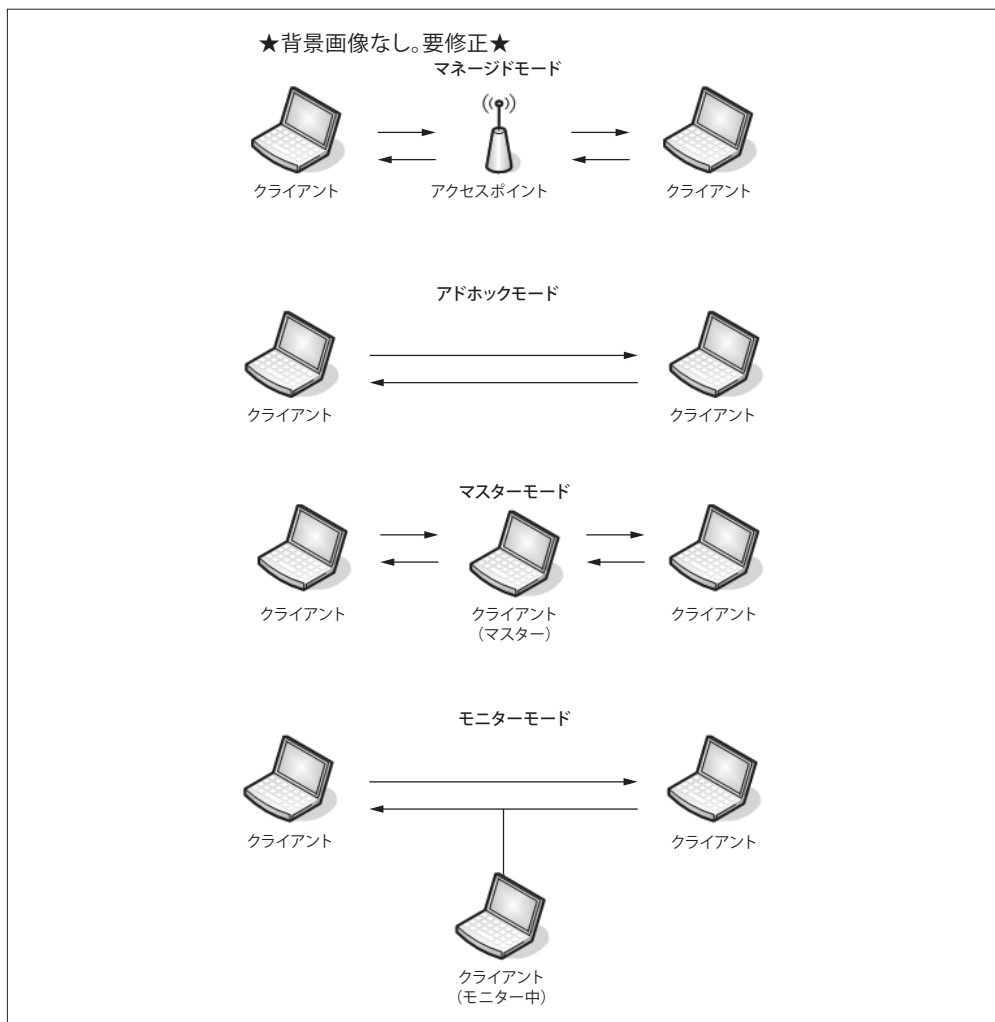 ★背景画像なし。要修正★
マネージドモード
クライアント
アクセスポイント
クライアント
アドホックモード
クライアント
クライアント
マスターモード
クライアント
クライアント
(マスター)
クライアント
モニターモード
クライアント
クライアント
クライアント
(モニター中)